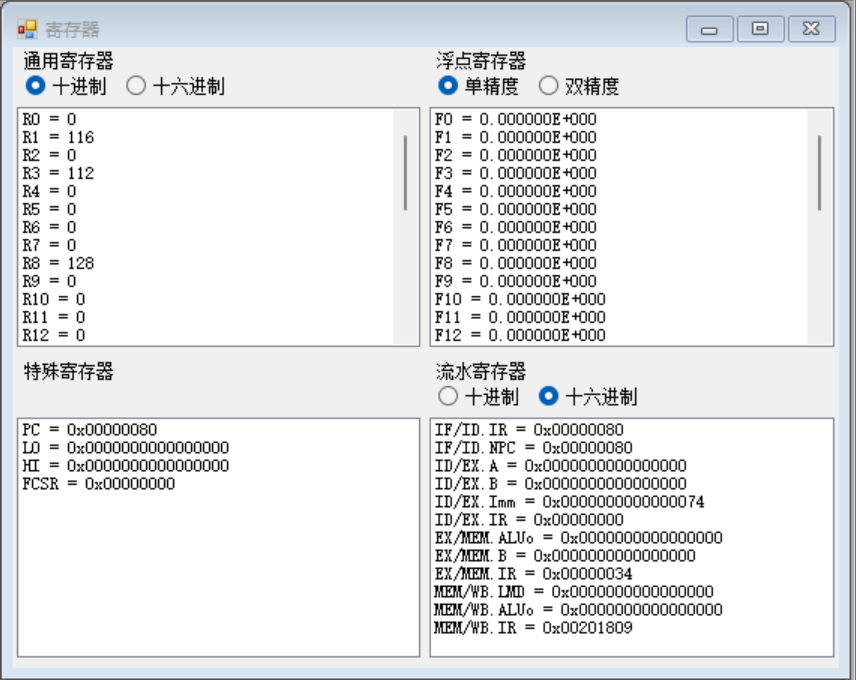 寄存器
通用寄存器
十进制 十六进制
R0 = 0
R1 = 116
R2 = 0
R3 = 112
R4 = 0
R5 = 0
R6 = 0
R7 = 0
R8 = 128
R9 = 0
R10 = 0
R11 = 0
R12 = 0
浮点寄存器
单精度 双精度
F0 = 0.000000E+000
F1 = 0.000000E+000
F2 = 0.000000E+000
F3 = 0.000000E+000
F4 = 0.000000E+000
F5 = 0.000000E+000
F6 = 0.000000E+000
F7 = 0.000000E+000
F8 = 0.000000E+000
F9 = 0.000000E+000
F10 = 0.000000E+000
F11 = 0.000000E+000
F12 = 0.000000E+000
特殊寄存器
PC = 0x00000080
LO = 0x0000000000000000
HI = 0x0000000000000000
FCSR = 0x00000000
流水寄存器
十进制 十六进制
IF/ID.IR = 0x00000080
IF/ID.NPC = 0x00000080
ID/EX.A = 0x0000000000000000
ID/EX.B = 0x0000000000000000
ID/EX.Imm = 0x0000000000000074
ID/EX.IR = 0x00000000
EX/MEM.ALUo = 0x0000000000000000
EX/MEM.B = 0x0000000000000000
EX/MEM.IR = 0x00000034
MEM/WB.LMD = 0x0000000000000000
MEM/WB.ALUo = 0x0000000000000000
MEM/WB.IR = 0x00201809